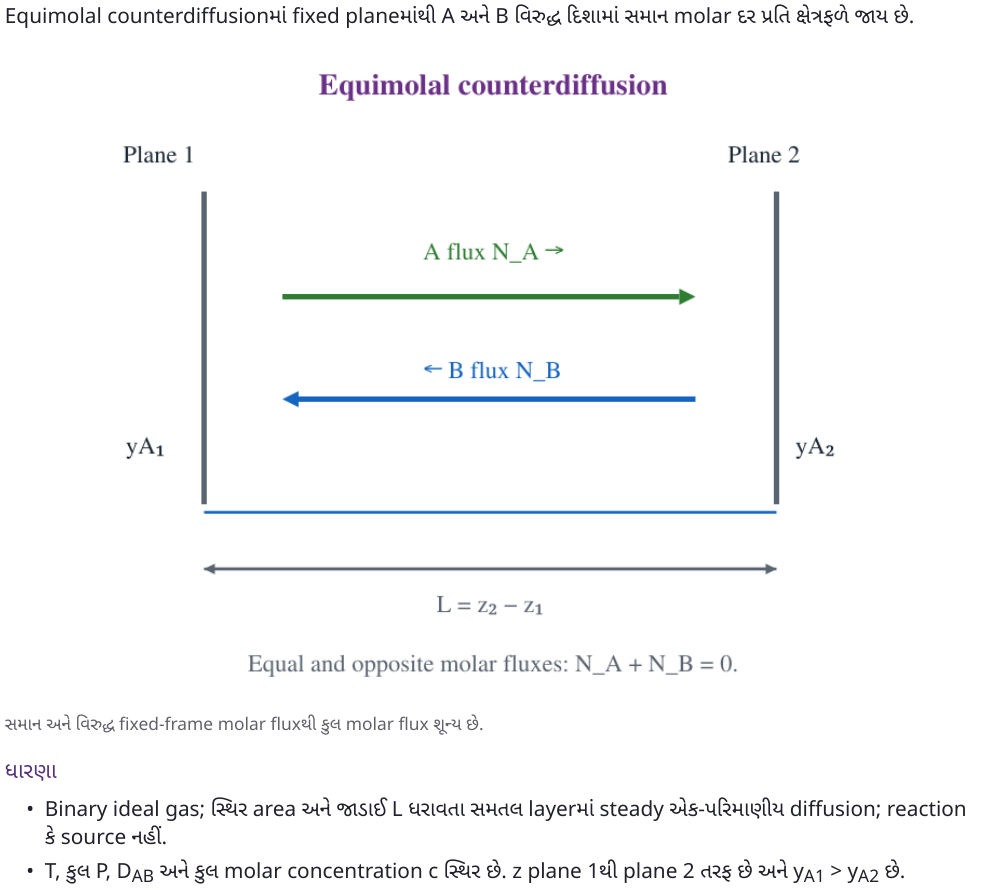 Equimolal counterdiffusionમાં fixed planeમાંથી A અને B વિરુદ્ધ દિશામાં સમાન molar દર પ્રતિ ક્ષેત્રફળે જાય છે.
Equimolal counterdiffusion
Plane 1
Plane 2
A flux N_A →
← B flux N_B
yA₁
yA₂
L = z₂ − z₁
Equal and opposite molar fluxes: N_A + N_B = 0.
સમાન અને વિરુદ્ધ fixed-frame molar fluxથી કુલ molar flux શૂન્ય છે.
ધારણા
• Binary ideal gas; સ્થિર area અને જાડાઈ L ધરાવતા સમતલ layerમાં steady એક-પરિમાણીય diffusion; reaction
કે source નહીં.
• T, કુલ P, D_AB અને કુલ molar concentration c સ્થિર છે. z plane 1થી plane 2 તરફ છે અને y_A1 > y_A2 છે.